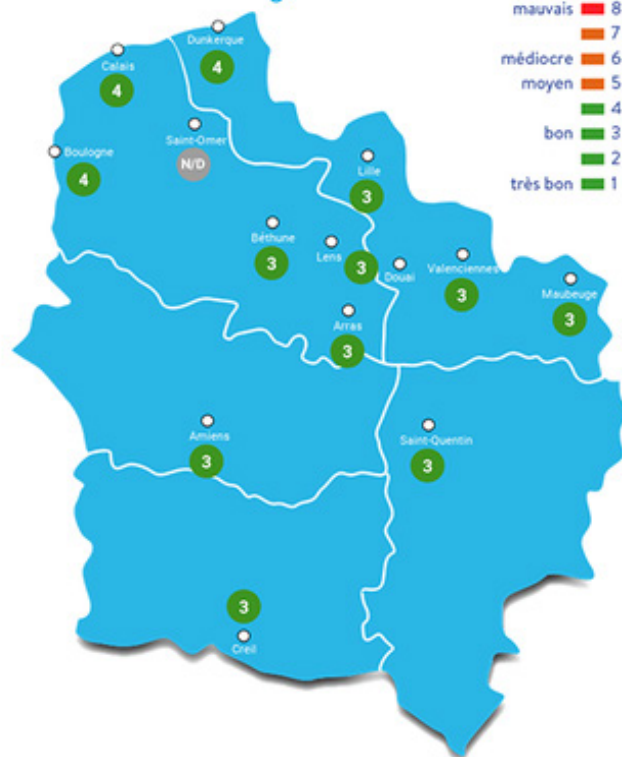 mauvais 8
7
médiocre 6
moyen 5
4
bon 3
2
très bon 1
Dunkerque
4
Calais
4
Saint-Omer
N/D
Boulogne
4
Lille
3
Béthune
3
Lens
3
Douai
Valenciennes
3
Maubeuge
3
Arras
3
Amiens
3
Saint-Quentin
3
3
Creil